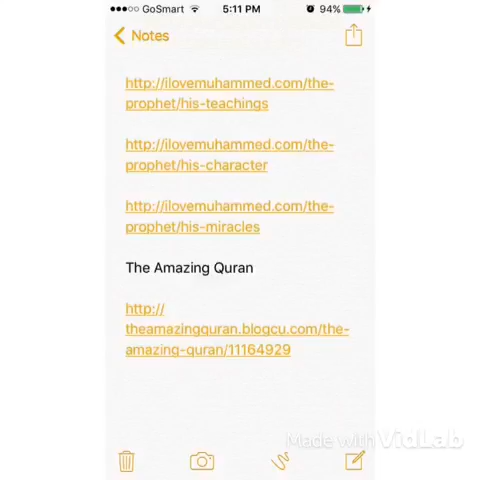 GoSmart 5:11 PM 94%
Notes
http://ilovemuhammed.com/the-
prophet/his-teachings
http://ilovemuhammed.com/the-
prophet/his-character
http://ilovemuhammed.com/the-
prophet/his-miracles
The Amazing Quran
http://
theamazingquran.blogcu.com/the-
amazing-quran/11164929
Made with VidLab